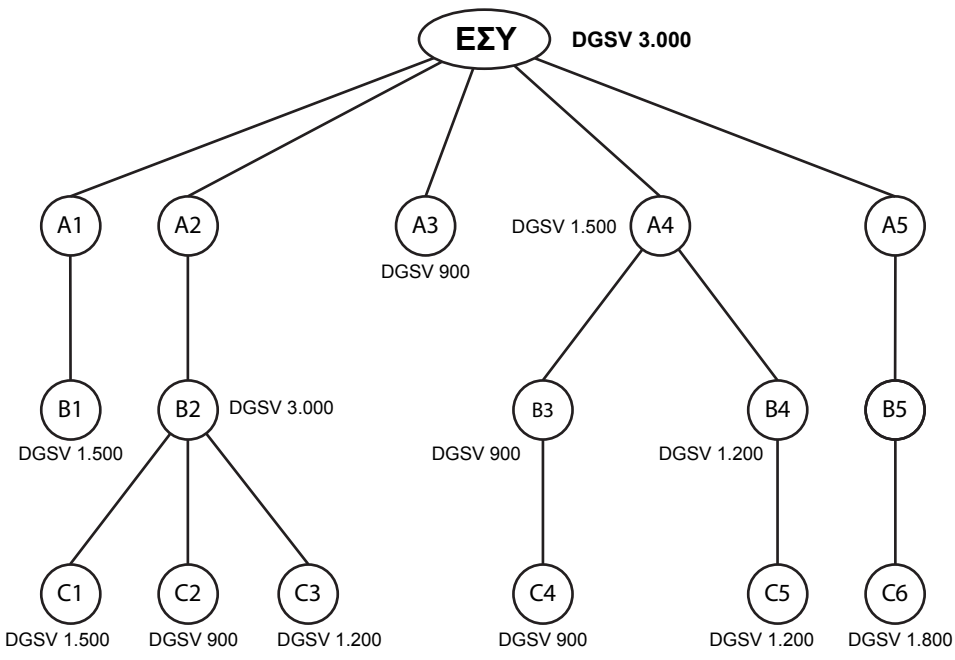 ΕΣΥ DGSV 3.000
A1 A2 A3 DGSV 1.500 A4 A5
DGSV 900
B1 B2 DGSV 3.000 B3 B4 B5
DGSV 1.500 DGSV 900 DGSV 1.200
C1 C2 C3 C4 C5 C6
DGSV 1.500 DGSV 900 DGSV 1.200 DGSV 900 DGSV 1.200 DGSV 1.800